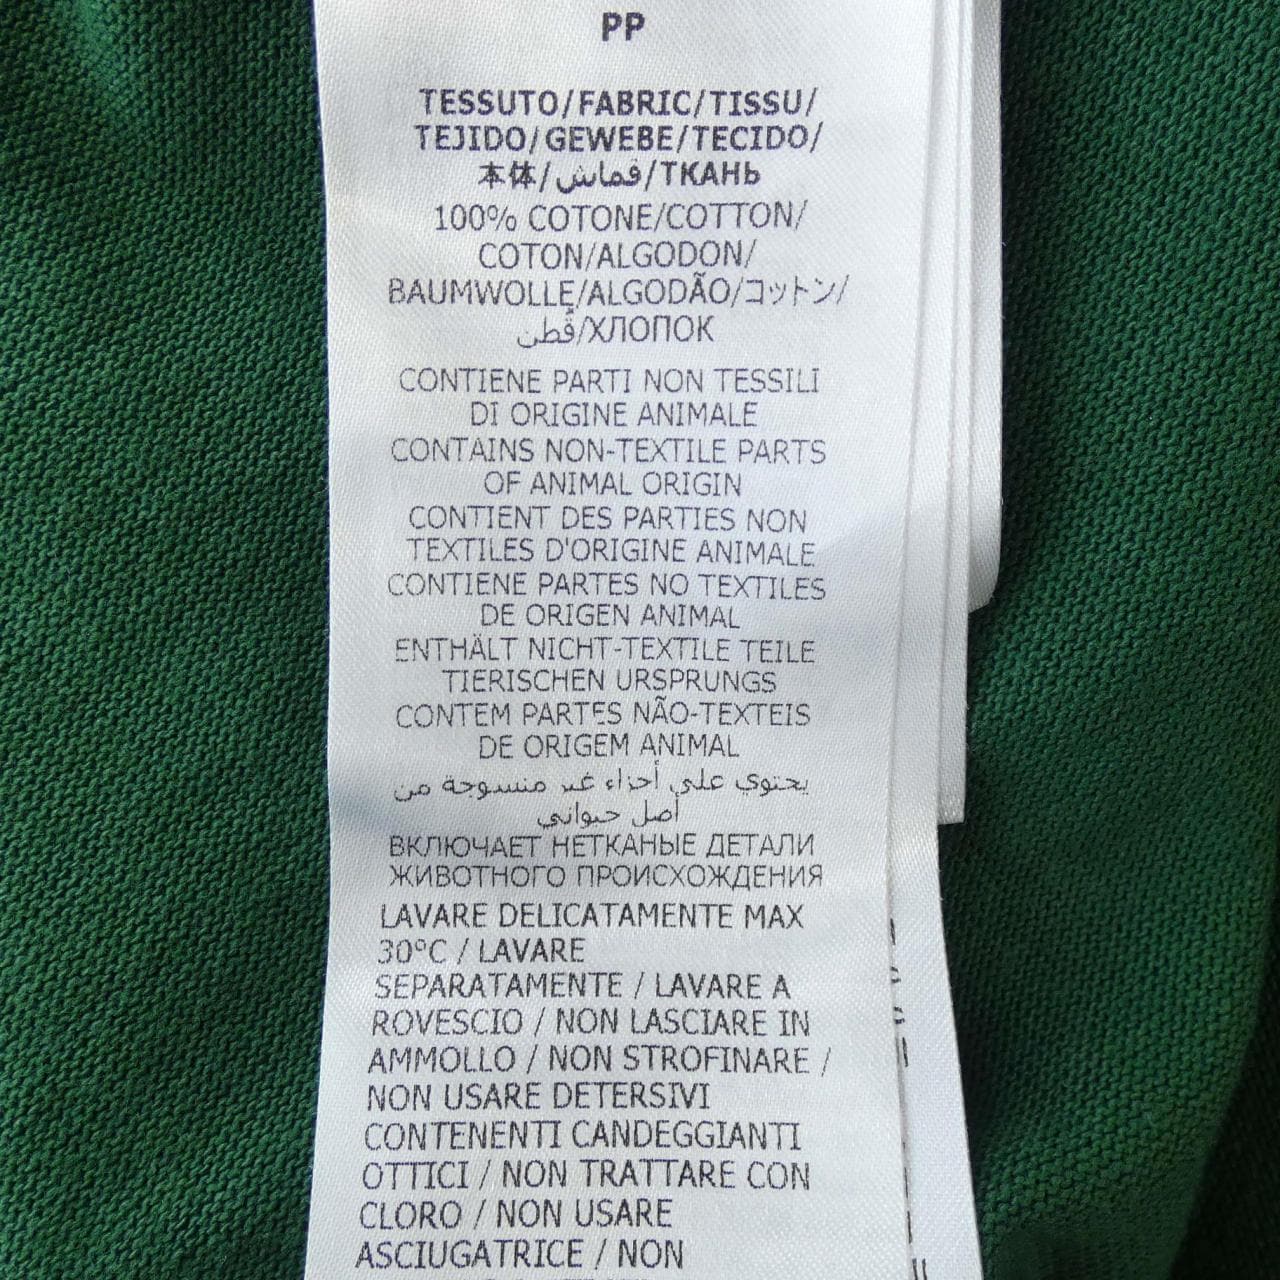 PP
TESSUTO/FABRIC/TISSU/
TEJIDO/GEWEBE/TECIDO/
本体/قماش/ТКАНЬ
100% COTONE/COTTON/
COTON/ALGODON/
BAUMWOLLE/ALGODÃO/コットン/
قُطن/ХЛОПОК
CONTIENE PARTI NON TESSILI
DI ORIGINE ANIMALE
CONTAINS NON-TEXTILE PARTS
OF ANIMAL ORIGIN
CONTIENT DES PARTIES NON
TEXTILES D'ORIGINE ANIMALE
CONTIENE PARTES NO TEXTILES
DE ORIGEN ANIMAL
ENTHÄLT NICHT-TEXTILE TEILE
TIERISCHEN URSPRUNGS
CONTEM PARTES NÃO-TEXTEIS
DE ORIGEM ANIMAL
يحتوي على أجزاء غير منسوجة من
أصل حيواني
ВКЛЮЧАЕТ НЕТКАНЫЕ ДЕТАЛИ
ЖИВОТНОГО ПРОИСХОЖДЕНИЯ
LAVARE DELICATAMENTE MAX
30°C / LAVARE
SEPARATAMENTE / LAVARE A
ROVESCIO / NON LASCIARE IN
AMMOLLO / NON STROFINARE /
NON USARE DETERSIVI
CONTENENTI CANDEGGIANTI
OTTICI / NON TRATTARE CON
CLORO / NON USARE
ASCIUGATRICE / NON